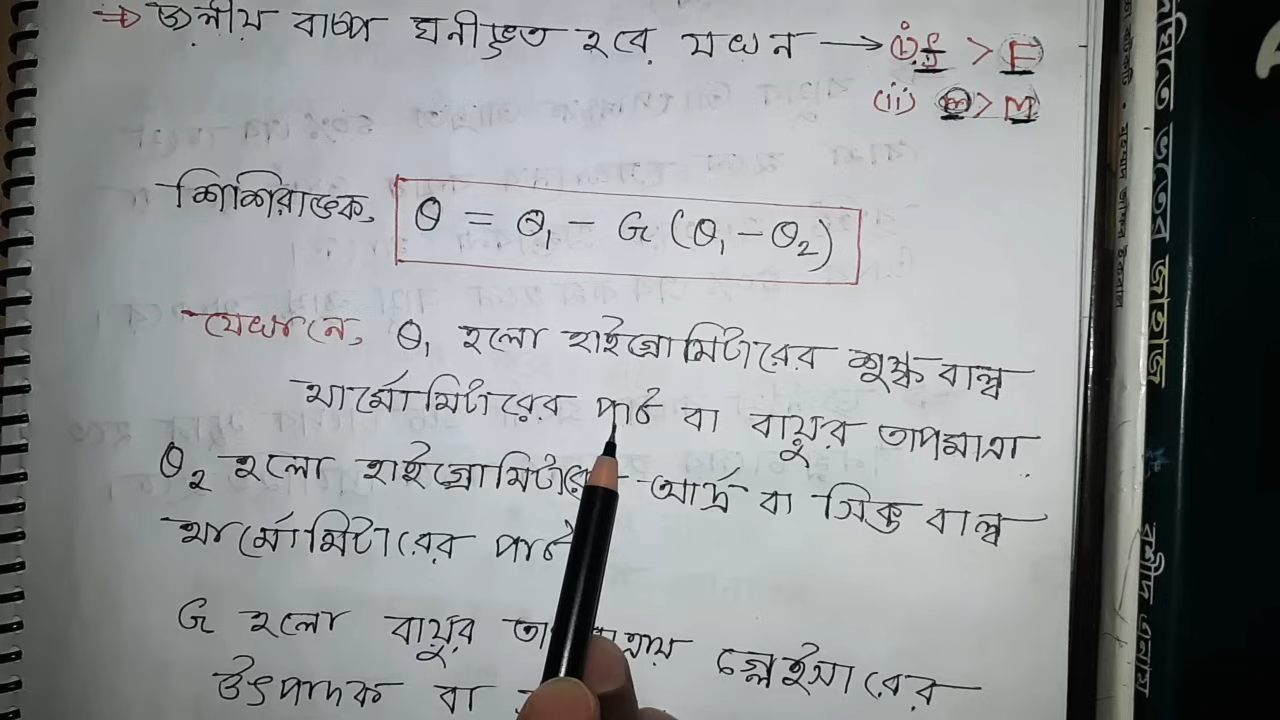 ⇒ জলীয় বাষ্প ঘনীভূত হবে যখন → (i) f > F
(ii) m > M
শিশিরাঙ্ক, θ = θ₁ − G (θ₁ − θ₂)
যেখানে, θ₁ হলো হাইগ্রোমিটারের শুষ্ক বাল্ব
থার্মোমিটারের পাঠ বা বায়ুর তাপমাত্রা
θ₂ হলো হাইগ্রোমিটারের আর্দ্র বা সিক্ত বাল্ব
থার্মোমিটারের পাঠ
G হলো বায়ুর গ্লেইসারের
উৎপাদক বা